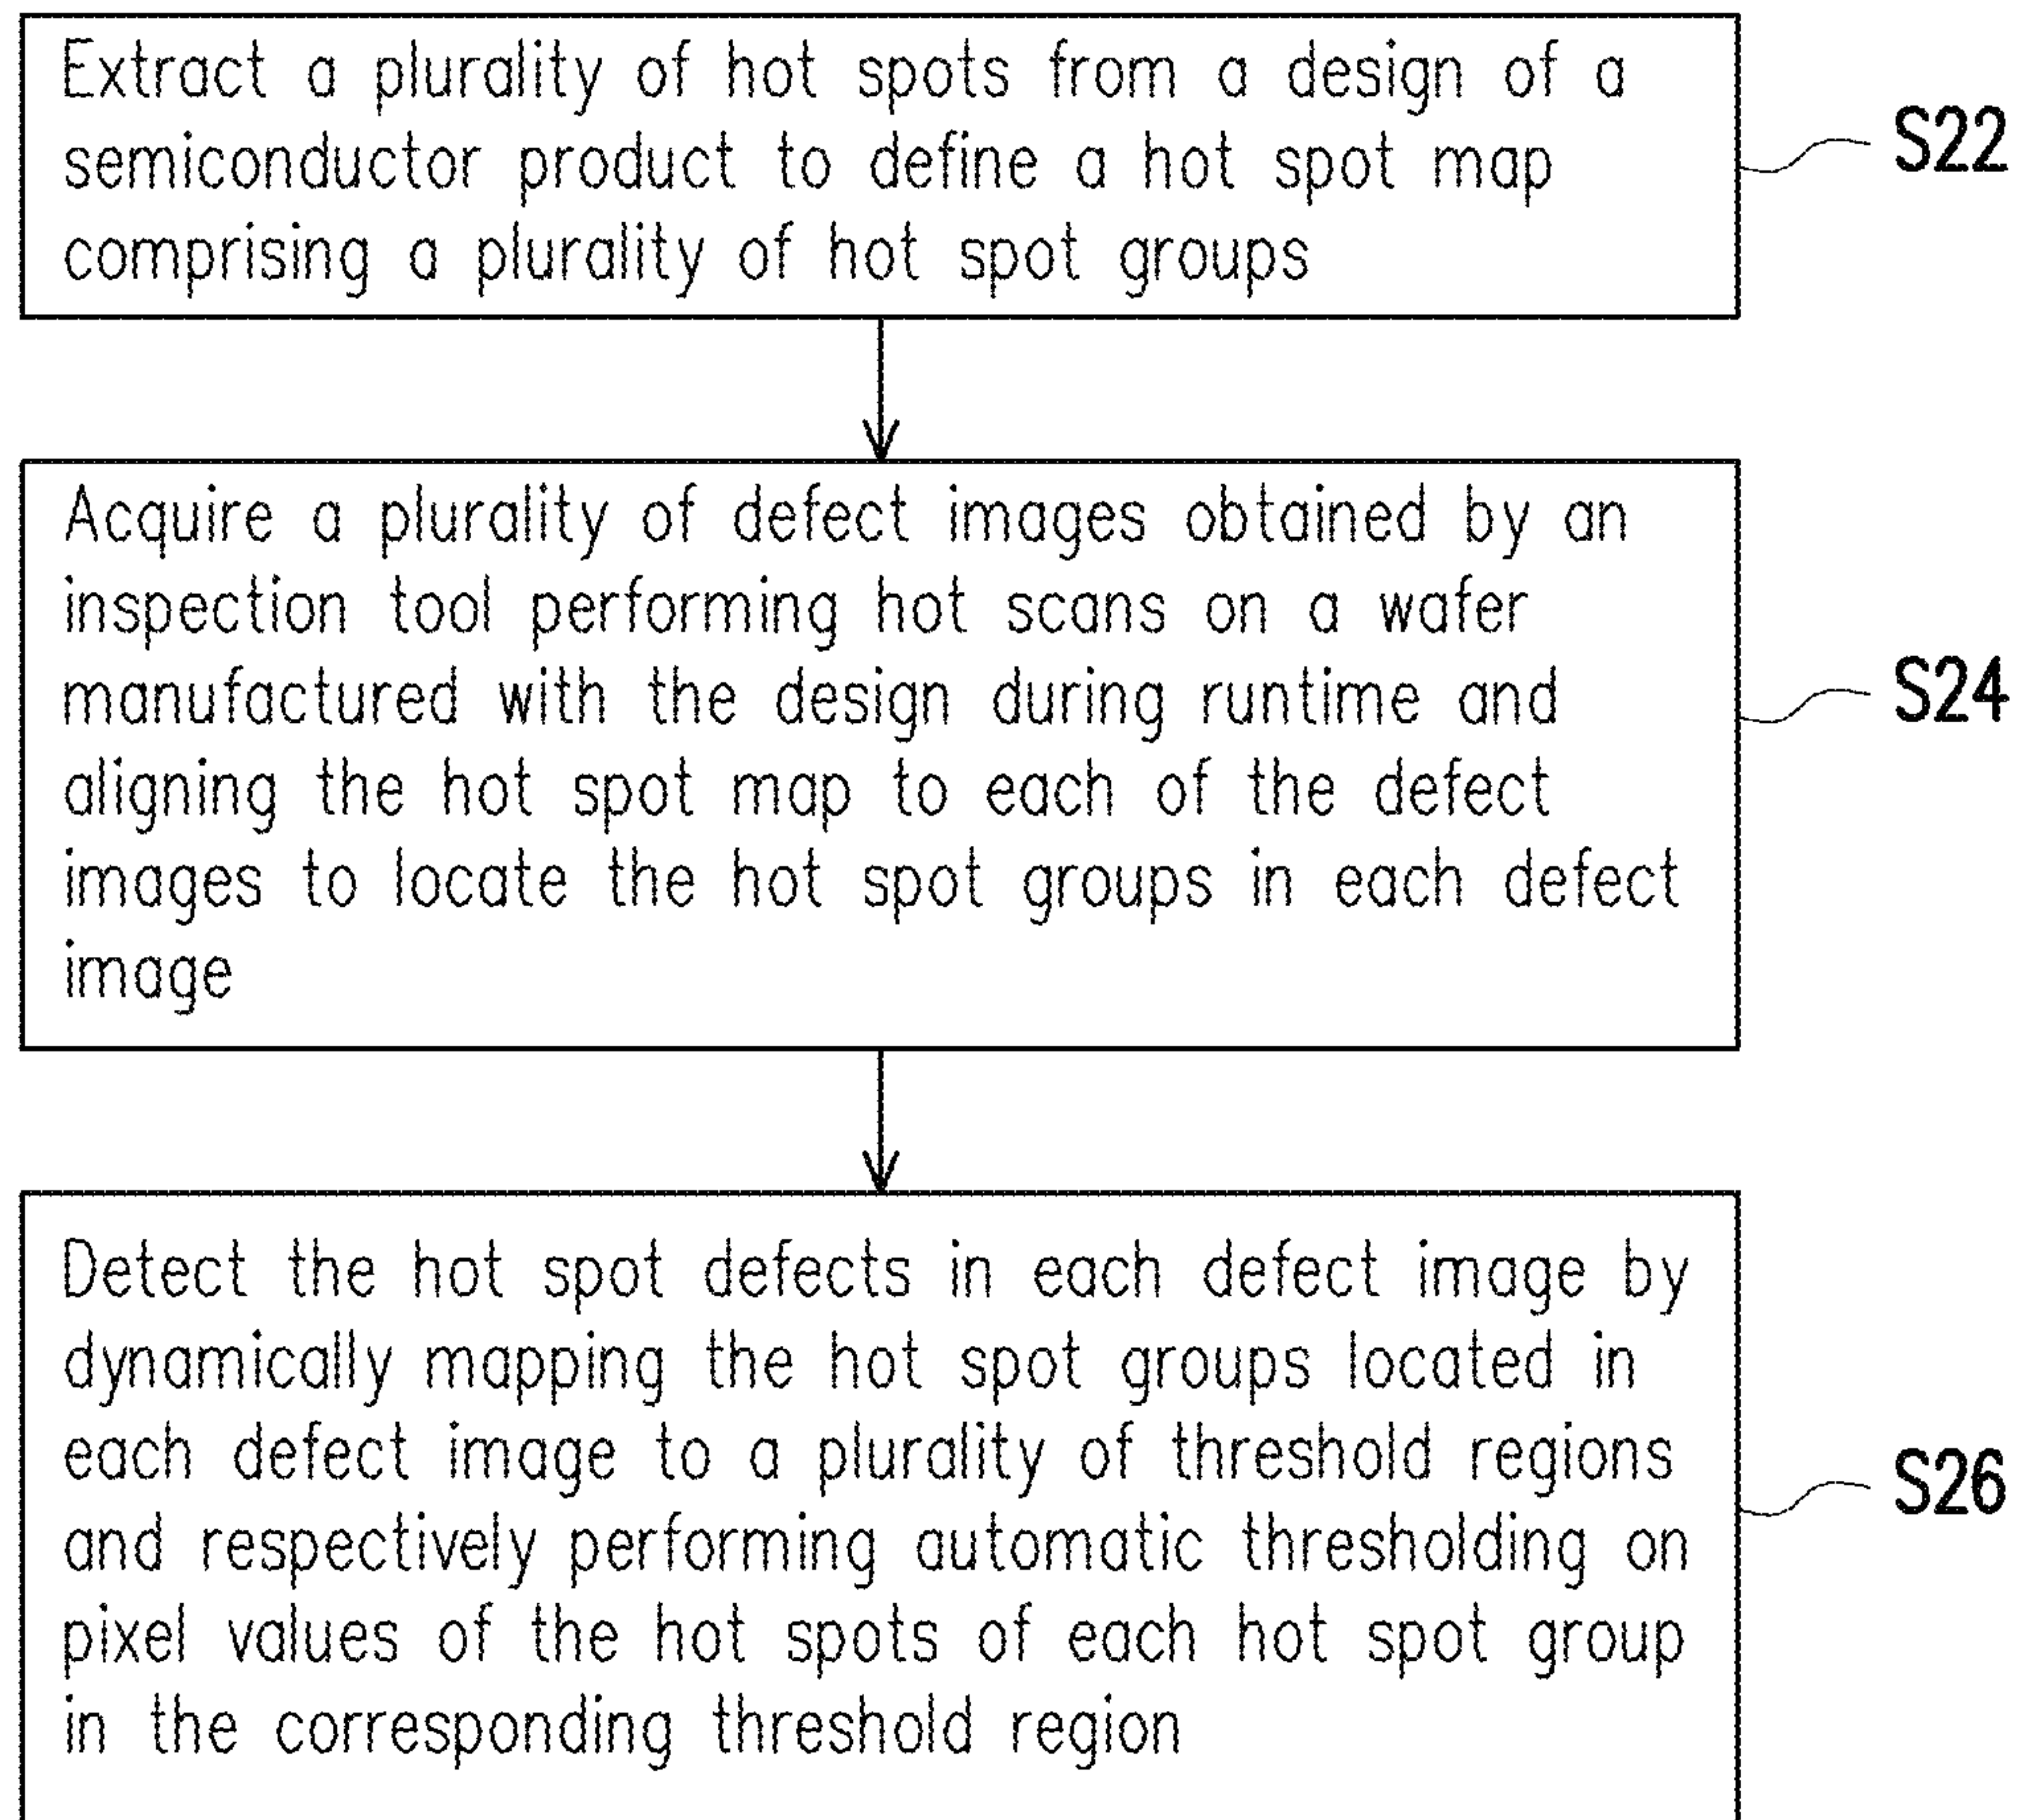 Extract a plurality of hot spots from a design of a
semiconductor product to define a hot spot map
comprising a plurality of hot spot groups
S22
Acquire a plurality of defect images obtained by an
inspection tool performing hot scans on a wafer
manufactured with the design during runtime and
aligning the hot spot map to each of the defect
images to locate the hot spot groups in each defect
image
S24
Detect the hot spot defects in each defect image by
dynamically mapping the hot spot groups located in
each defect image to a plurality of threshold regions
and respectively performing automatic thresholding on
pixel values of the hot spots of each hot spot group
in the corresponding threshold region
S26